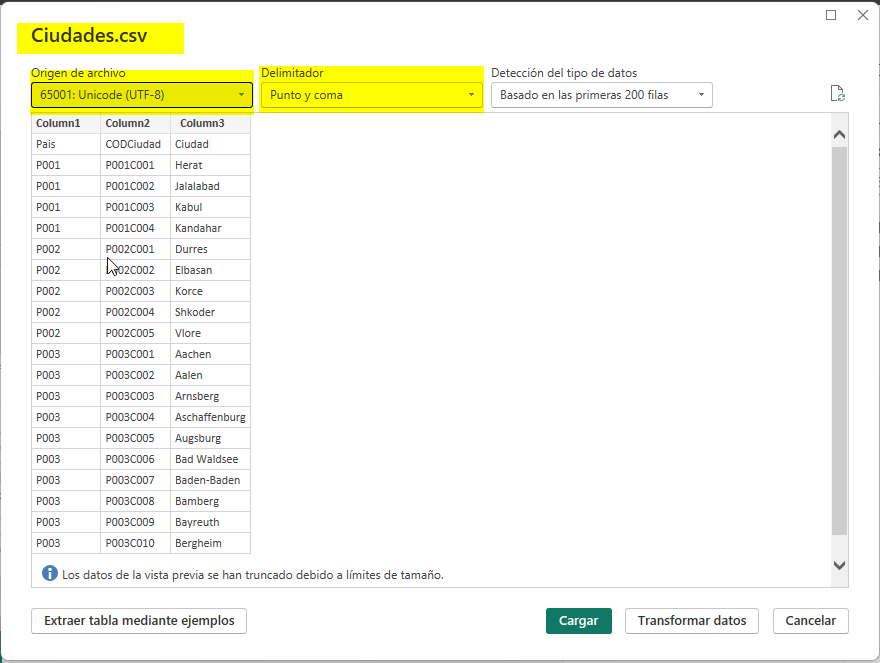 Ciudades.csv
Origen de archivo Delimitador Detección del tipo de datos
65001: Unicode (UTF-8) Punto y coma Basado en las primeras 200 filas
Column1 Column2 Column3
Pais CODCiudad Ciudad
P001 P001C001 Herat
P001 P001C002 Jalalabad
P001 P001C003 Kabul
P001 P001C004 Kandahar
P002 P002C001 Durres
P002 P002C002 Elbasan
P002 P002C003 Korce
P002 P002C004 Shkoder
P002 P002C005 Vlore
P003 P003C001 Aachen
P003 P003C002 Aalen
P003 P003C003 Arnsberg
P003 P003C004 Aschaffenburg
P003 P003C005 Augsburg
P003 P003C006 Bad Waldsee
P003 P003C007 Baden-Baden
P003 P003C008 Bamberg
P003 P003C009 Bayreuth
P003 P003C010 Bergheim
Los datos de la vista previa se han truncado debido a límites de tamaño.
Extraer tabla mediante ejemplos Cargar Transformar datos Cancelar